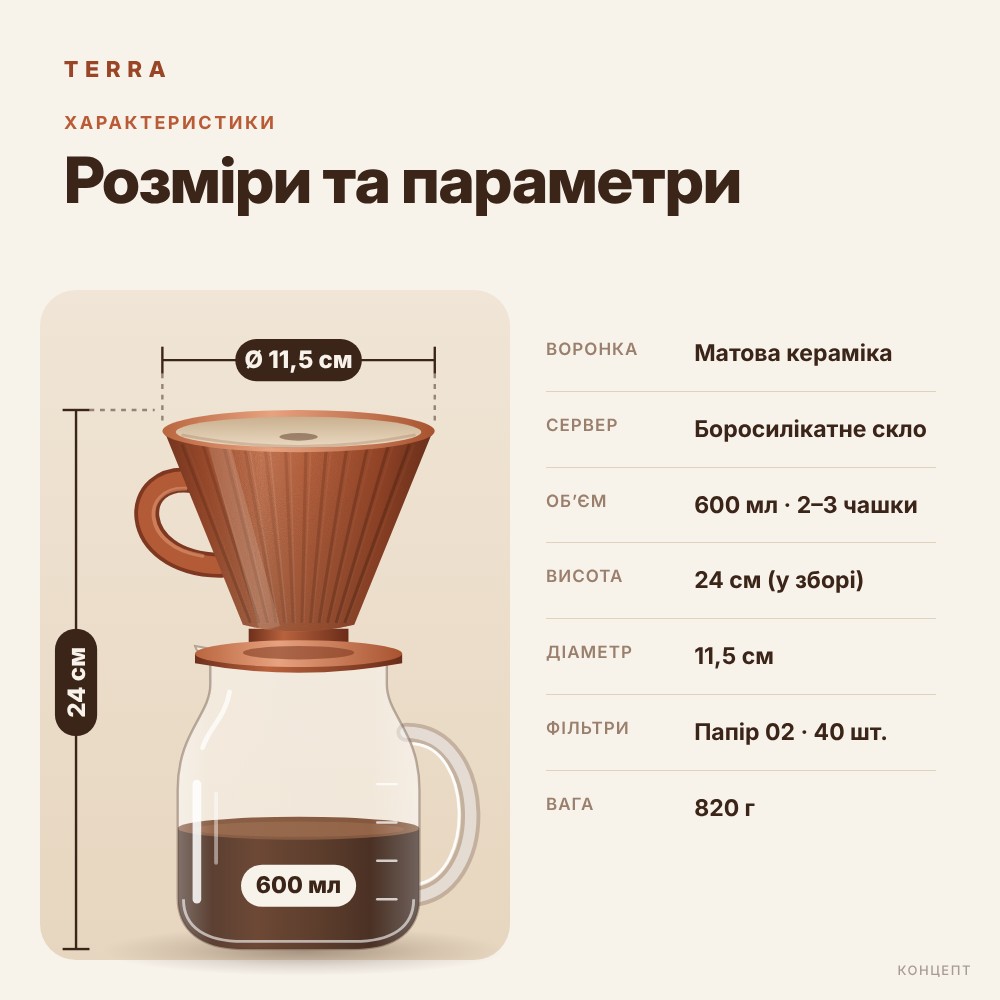 TERRA
ХАРАКТЕРИСТИКИ
Розміри та параметри
Ø 11,5 см
24 см
600 мл
ВОРОНКА Матова кераміка
СЕРВЕР Боросилікатне скло
ОБ’ЄМ 600 мл · 2–3 чашки
ВИСОТА 24 см (у зборі)
ДІАМЕТР 11,5 см
ФІЛЬТРИ Папір 02 · 40 шт.
ВАГА 820 г
КОНЦЕПТ